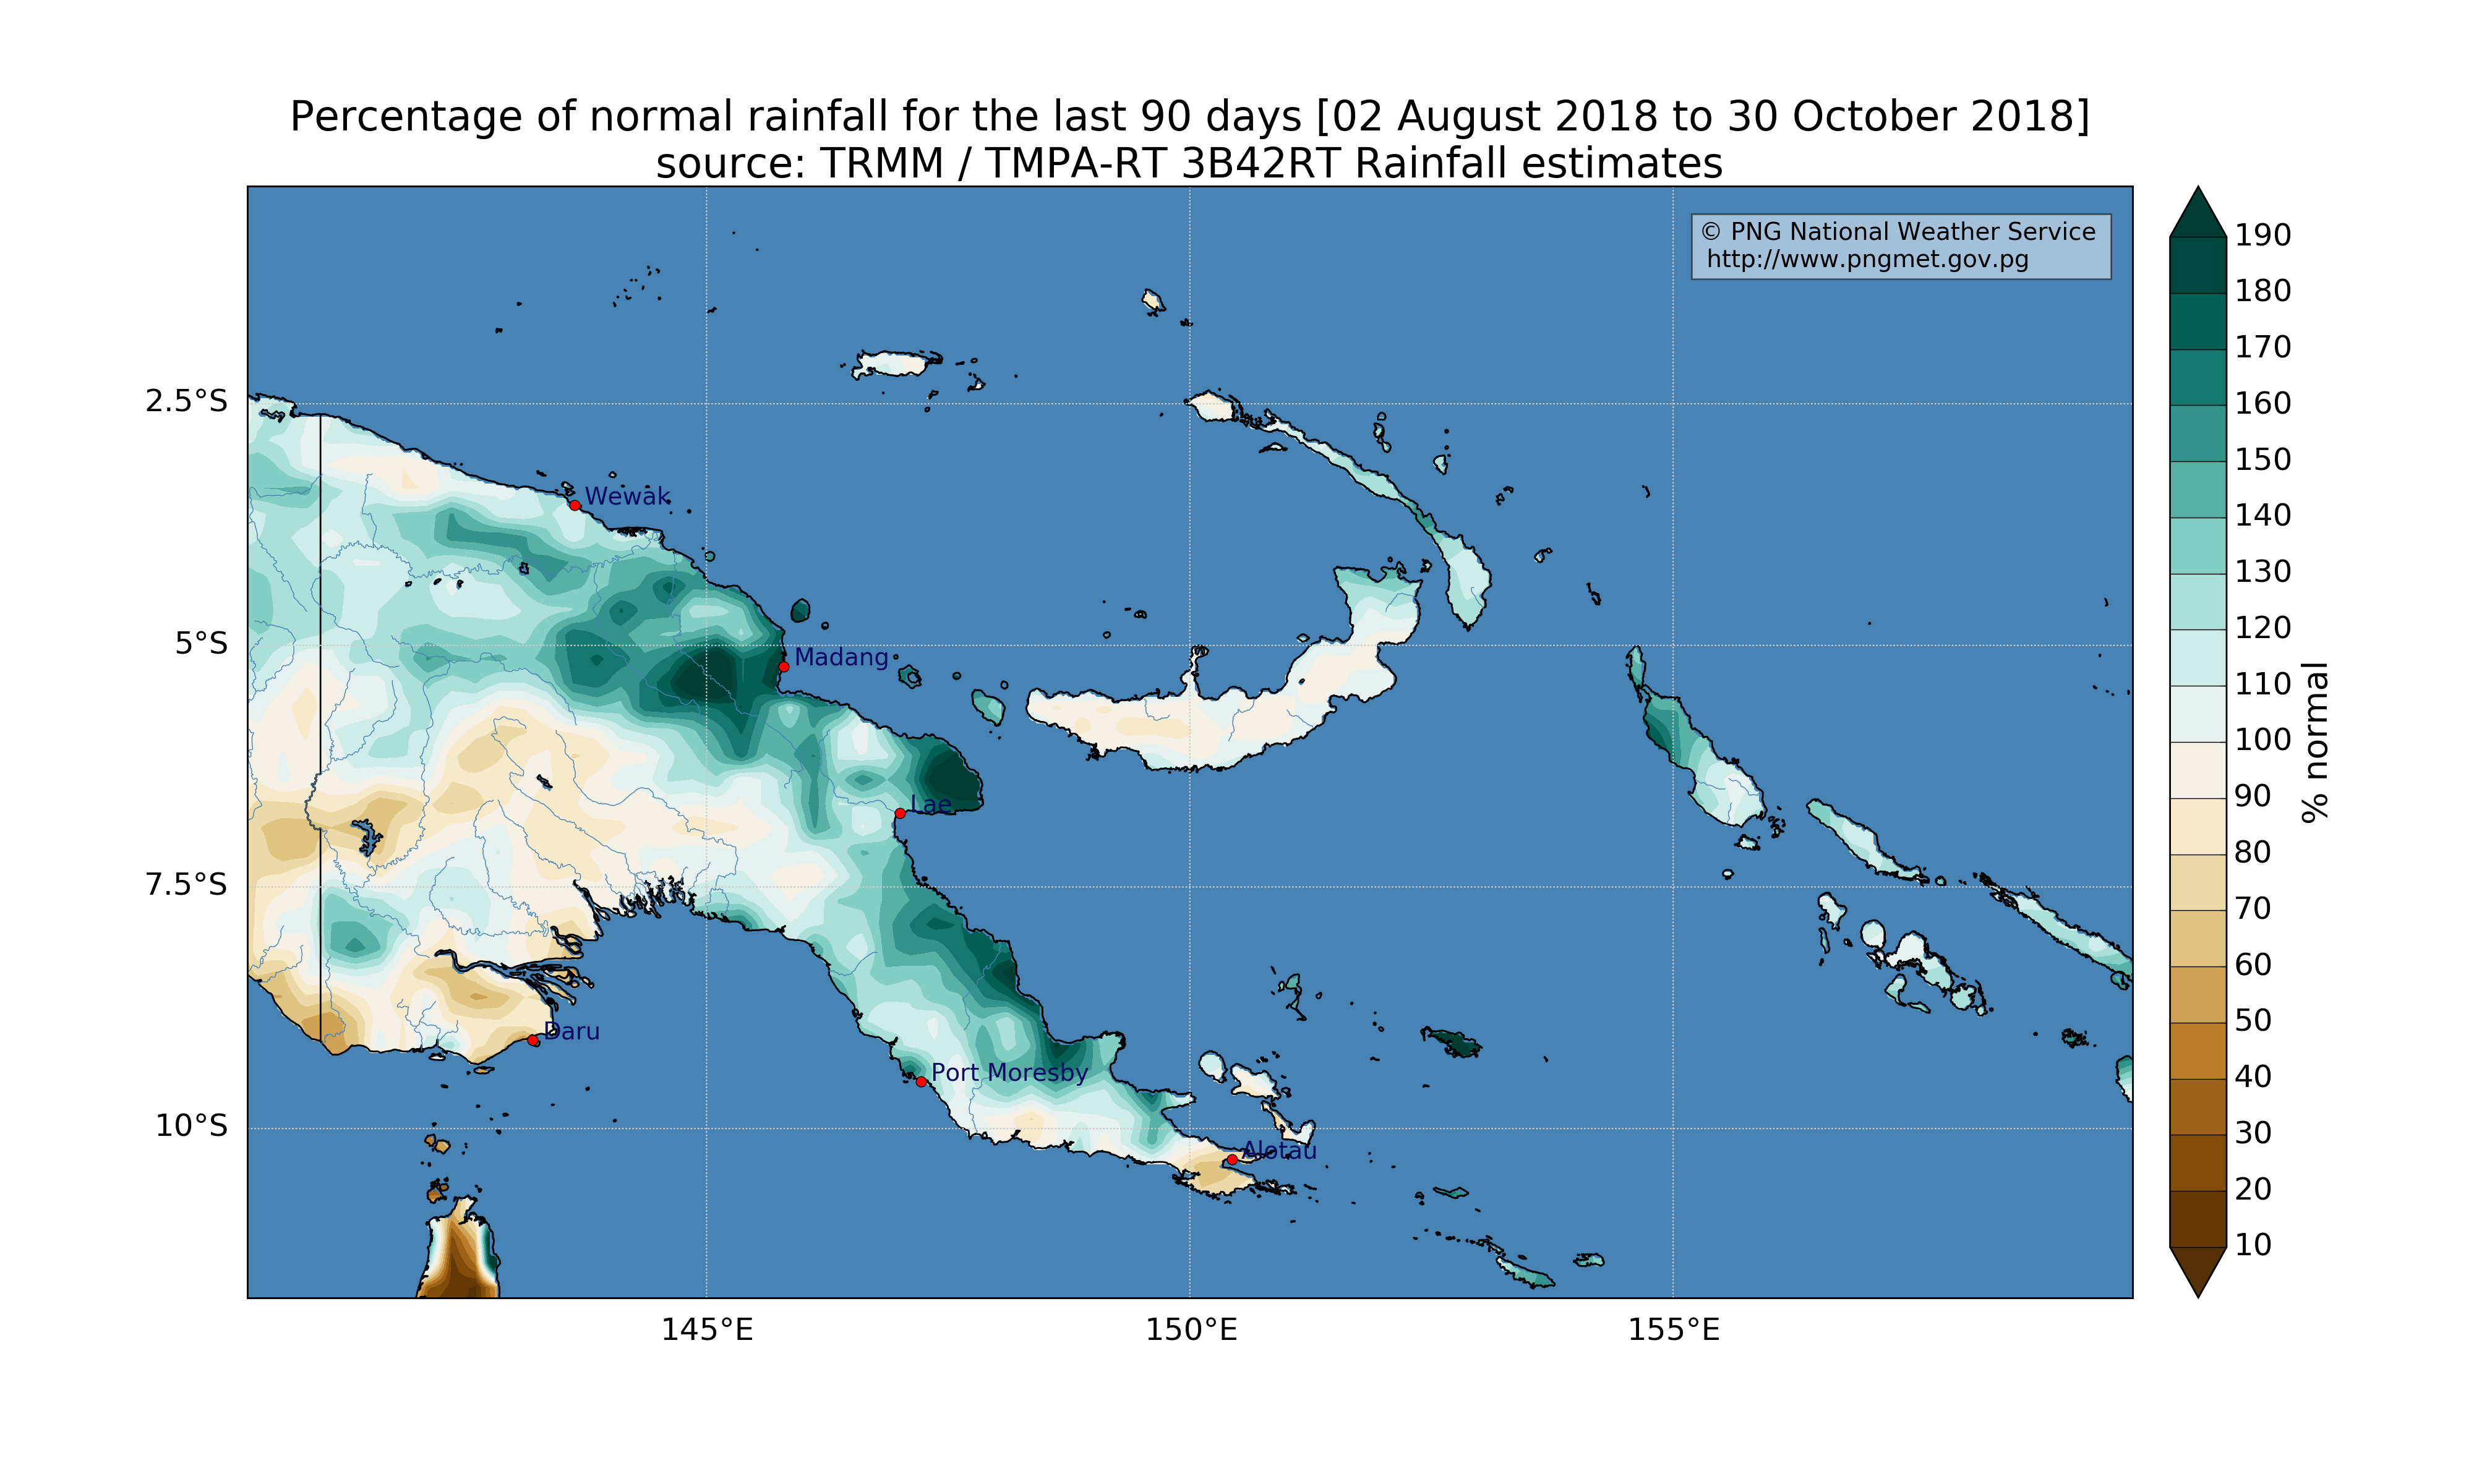 Percentage of normal rainfall for the last 90 days [02 August 2018 to 30 October 2018]
source: TRMM / TMPA-RT 3B42RT Rainfall estimates
© PNG National Weather Service
http://www.pngmet.gov.pg
2.5°S
5°S
7.5°S
10°S
Wewak
Madang
Lae
Daru
Port Moresby
Alotau
145°E
150°E
155°E
190
180
170
160
150
140
130
120
110
100
90
80
70
60
50
40
30
20
10
% normal